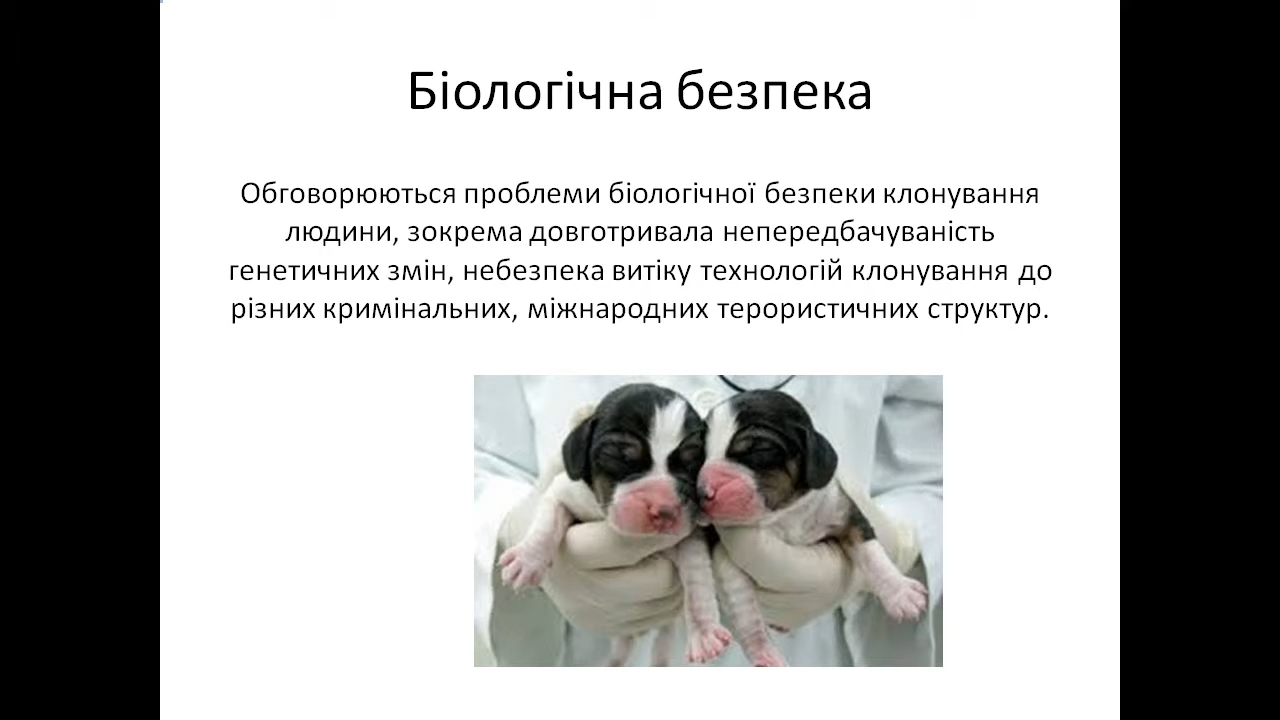 Біологічна безпека
Обговорюються проблеми біологічної безпеки клонування
людини, зокрема довготривала непередбачуваність
генетичних змін, небезпека витіку технологій клонування до
різних кримінальних, міжнародних терористичних структур.